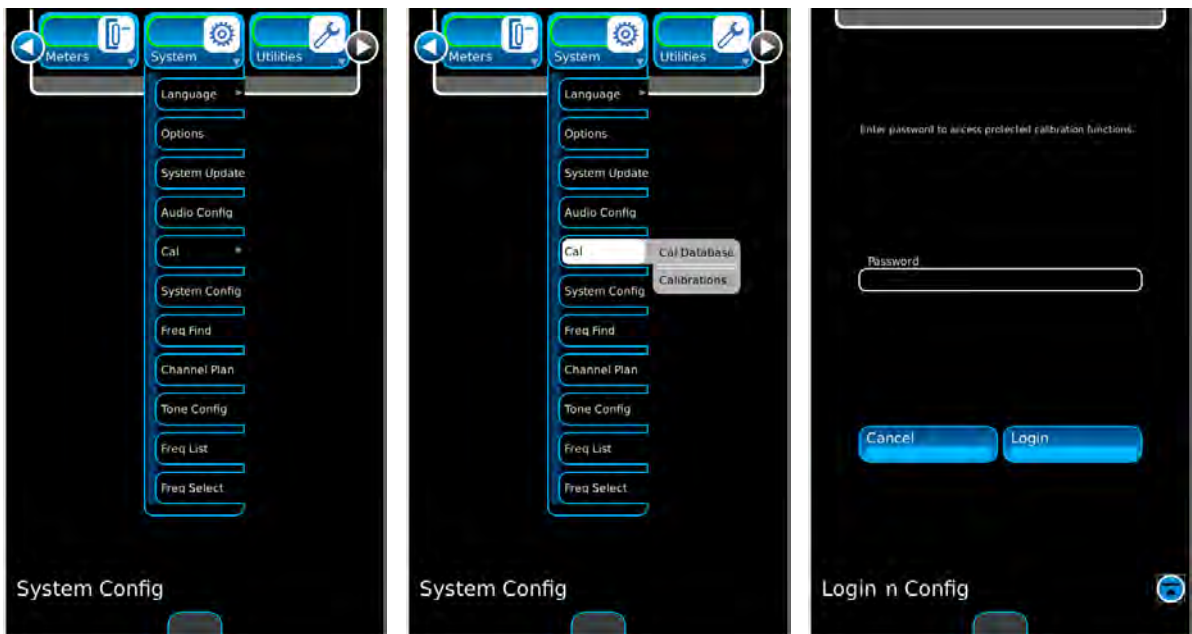 Meters
System
Utilities
Language
Options
System Update
Audio Config
Cal
System Config
Freq Find
Channel Plan
Tone Config
Freq List
Freq Select
System Config
Meters
System
Utilities
Language
Options
System Update
Audio Config
Cal
Cal Database
Calibrations
System Config
Freq Find
Channel Plan
Tone Config
Freq List
Freq Select
System Config
Enter password to access protected calibration functions.
Password
Cancel
Login
Login n Config